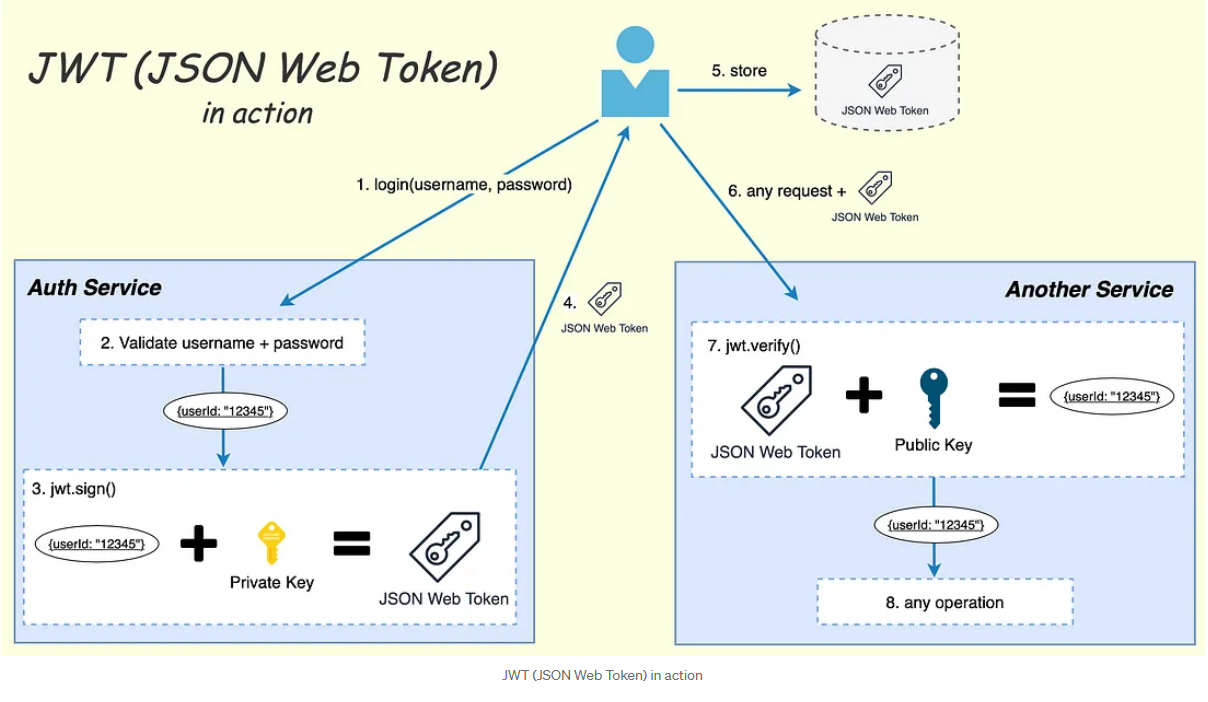 JWT (JSON Web Token)
in action
5. store
JSON Web Token
1. login(username, password)
6. any request +
JSON Web Token
4.
JSON Web Token
Auth Service
2. Validate username + password
{userId: "12345"}
3. jwt.sign()
{userId: "12345"}
Private Key
JSON Web Token
Another Service
7. jwt.verify()
JSON Web Token
Public Key
{userId: "12345"}
{userId: "12345"}
8. any operation
JWT (JSON Web Token) in action